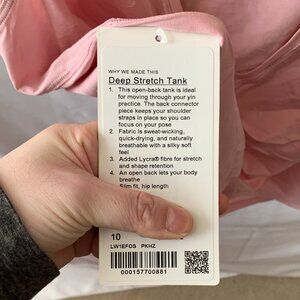 WHY WE MADE THIS
Deep Stretch Tank
1. This open-back tank is ideal
for moving through your yin
practice. The back connector
piece keeps your shoulder
straps in place so you can
focus on your pose
2. Fabric is sweat-wicking,
quick-drying, and naturally
breathable with a silky soft
feel
3. Added Lycra® fibre for stretch
and shape retention
4. An open back lets your body
breathe
Slim fit, hip length
10
LW1EFOS PKHZ
000157700881